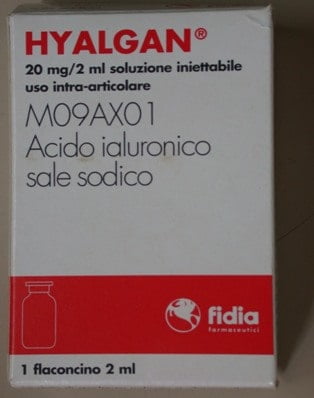 HYALGAN®
20 mg/2 ml soluzione iniettabile
uso intra-articolare
M09AX01
Acido ialuronico
sale sodico
fidia
farmaceutici
1 flaconcino 2 ml